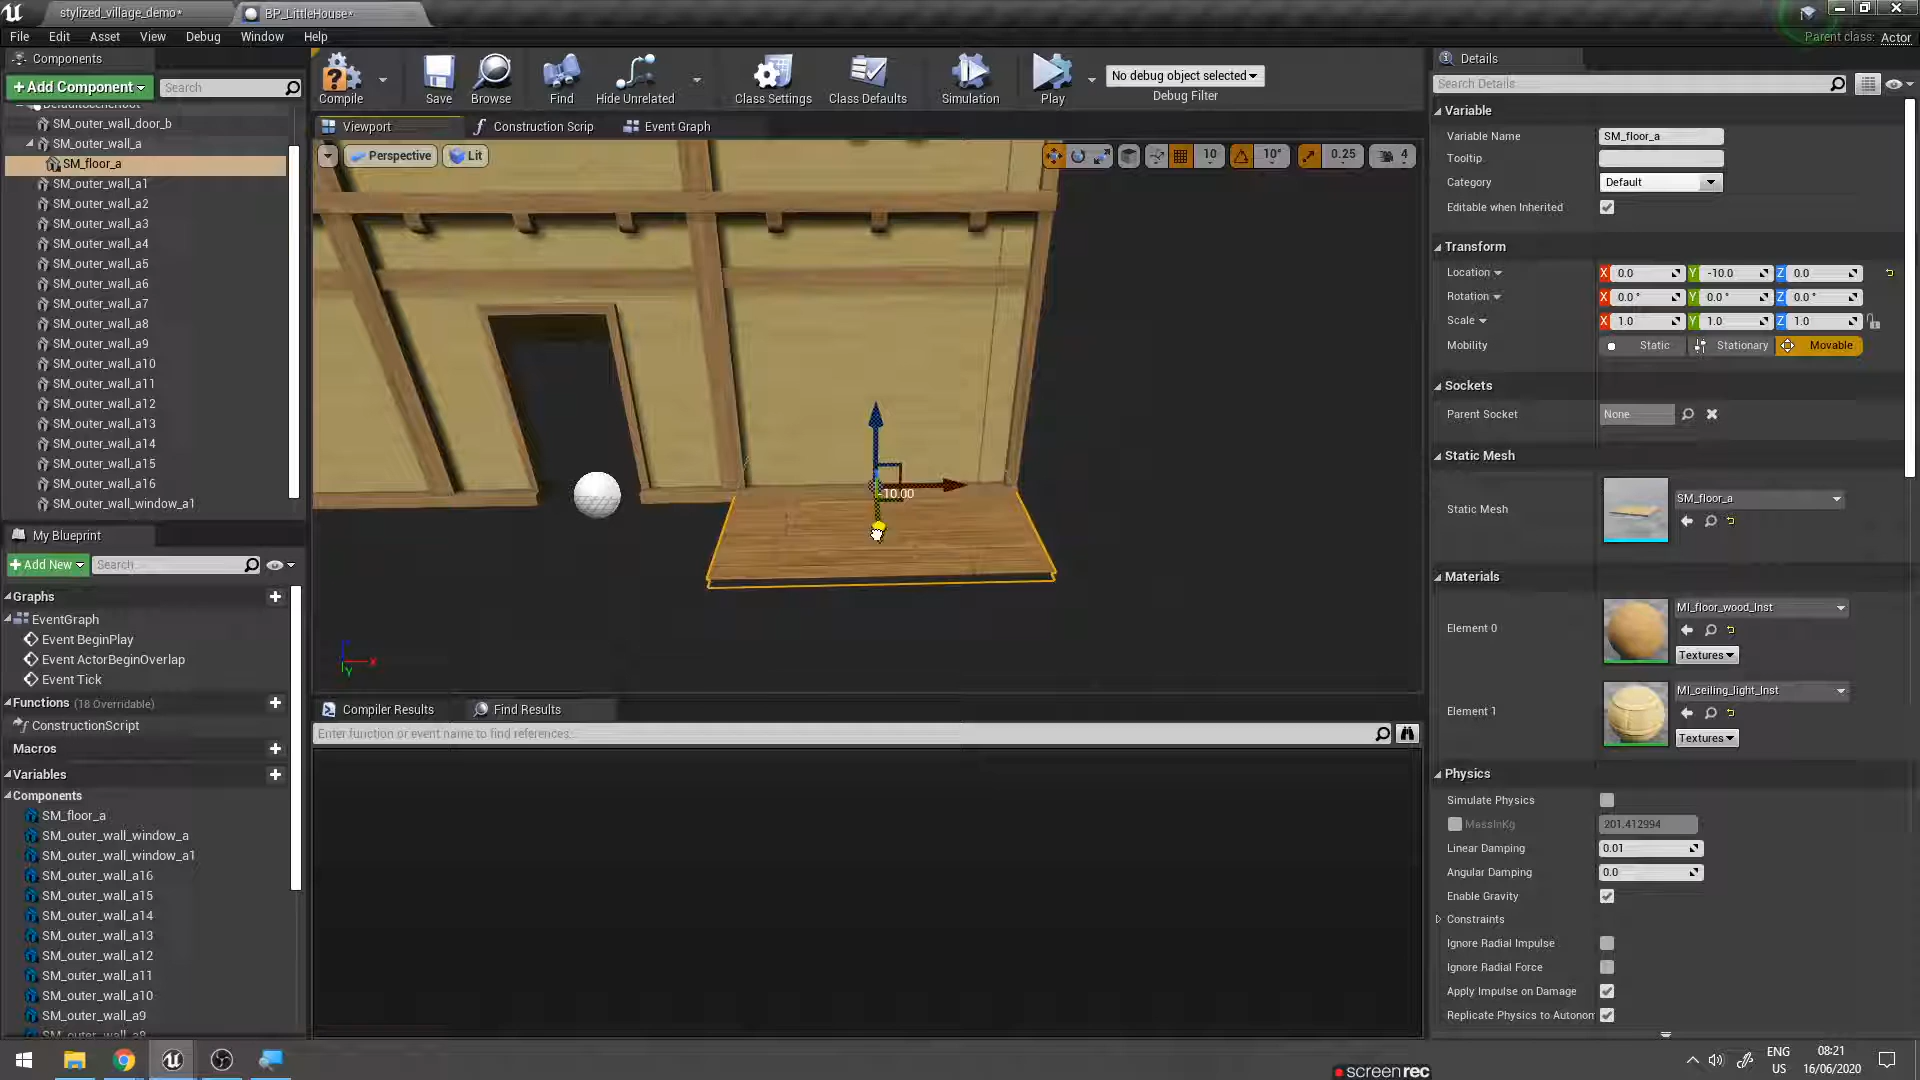 stylized_village_demo*
BP_LittleHouse*
File
Edit
Asset
View
Debug
Window
Help
Parent class:
Actor
Components
+Add Component
Search
SM_outer_wall_door_b
SM_outer_wall_a
SM_floor_a
SM_outer_wall_a1
SM_outer_wall_a2
SM_outer_wall_a3
SM_outer_wall_a4
SM_outer_wall_a5
SM_outer_wall_a6
SM_outer_wall_a7
SM_outer_wall_a8
SM_outer_wall_a9
SM_outer_wall_a10
SM_outer_wall_a11
SM_outer_wall_a12
SM_outer_wall_a13
SM_outer_wall_a14
SM_outer_wall_a15
SM_outer_wall_a16
SM_outer_wall_window_a1
My Blueprint
+Add New
Search
Graphs
EventGraph
Event BeginPlay
Event ActorBeginOverlap
Event Tick
Functions (18 Overridable)
ConstructionScript
Macros
Variables
Components
SM_floor_a
SM_outer_wall_window_a
SM_outer_wall_window_a1
SM_outer_wall_a16
SM_outer_wall_a15
SM_outer_wall_a14
SM_outer_wall_a13
SM_outer_wall_a12
SM_outer_wall_a11
SM_outer_wall_a10
SM_outer_wall_a9
Compile
Save
Browse
Find
Hide Unrelated
Class Settings
Class Defaults
Simulation
Play
No debug object selected
Debug Filter
Viewport
Construction Scrip
Event Graph
Perspective
Lit
10
10°
0.25
4
-10.00
X
Y
Compiler Results
Find Results
Enter function or event name to find references...
Details
Search Details
Variable
Variable Name SM_floor_a
Tooltip
Category Default
Editable when Inherited
Transform
Location X 0.0 Y -10.0 Z 0.0
Rotation X 0.0 ° Y 0.0 ° Z 0.0 °
Scale X 1.0 Y 1.0 Z 1.0
Mobility Static Stationary Movable
Sockets
Parent Socket None
Static Mesh
Static Mesh SM_floor_a
Materials
Element 0 MI_floor_wood_Inst
Textures
Element 1 MI_ceiling_light_Inst
Textures
Physics
Simulate Physics
MassInKg 201.412994
Linear Damping 0.01
Angular Damping 0.0
Enable Gravity
Constraints
Ignore Radial Impulse
Ignore Radial Force
Apply Impulse on Damage
Replicate Physics to Autonom
screenrec
ENG
US
08:21
16/06/2020